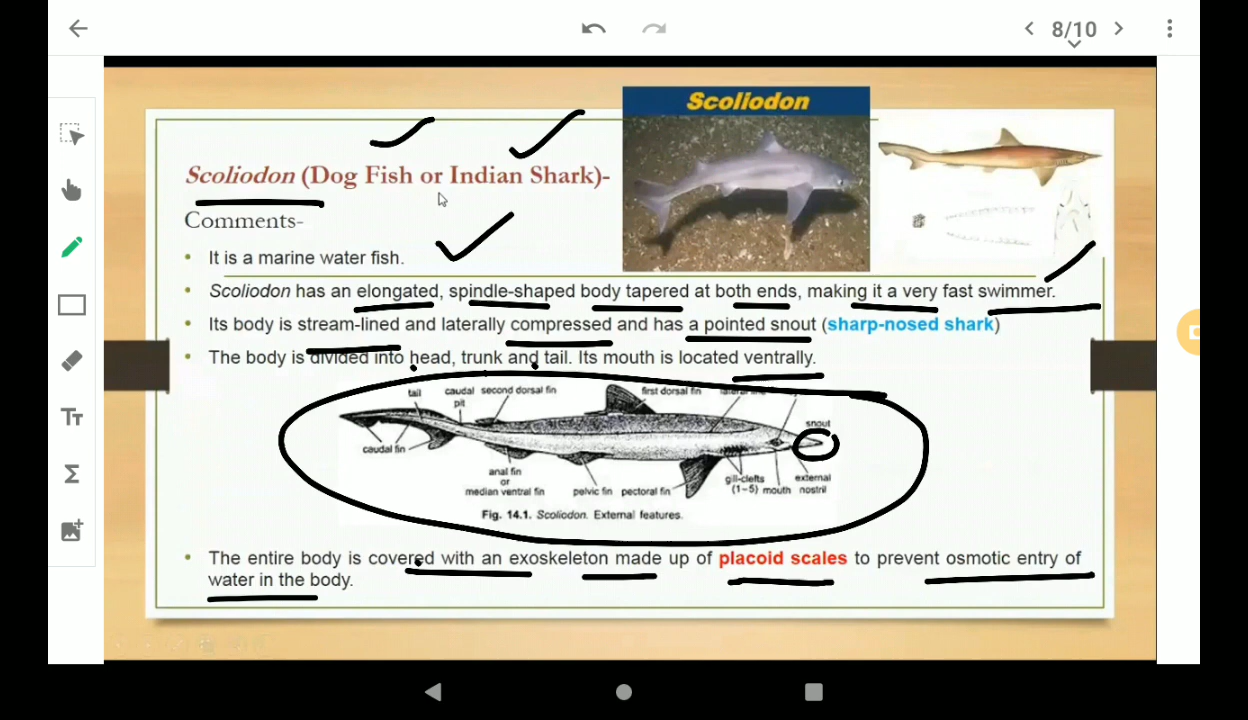 8/10
Scoliodon
Scoliodon (Dog Fish or Indian Shark)-
Comments-
• It is a marine water fish.
• Scoliodon has an elongated, spindle-shaped body tapered at both ends, making it a very fast swimmer.
• Its body is stream-lined and laterally compressed and has a pointed snout (sharp-nosed shark)
• The body is divided into head, trunk and tail. Its mouth is located ventrally.
tail caudal pit second dorsal fin first dorsal fin lateral line
snout
caudal fin
anal fin or median ventral fin pelvic fin pectoral fin gill-clefts (1-5) mouth external nostril
Fig. 14.1. Scoliodon. External features.
• The entire body is covered with an exoskeleton made up of placoid scales to prevent osmotic entry of
water in the body.
Tт
Σ